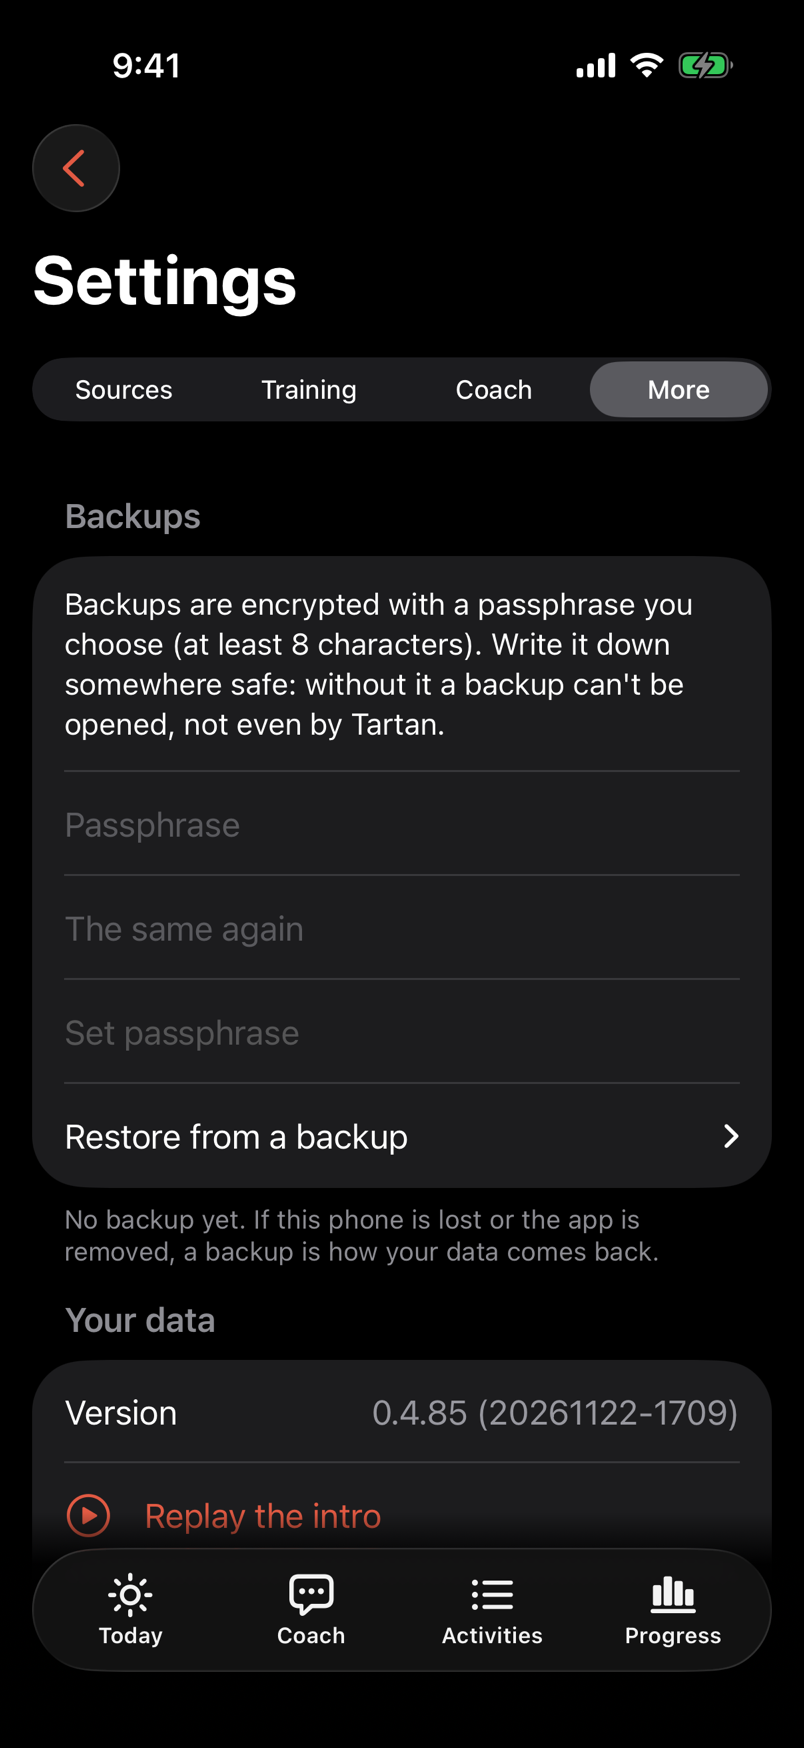 9:41
Settings
Sources Training Coach More
Backups
Backups are encrypted with a passphrase you
choose (at least 8 characters). Write it down
somewhere safe: without it a backup can't be
opened, not even by Tartan.
Passphrase
The same again
Set passphrase
Restore from a backup
No backup yet. If this phone is lost or the app is
removed, a backup is how your data comes back.
Your data
Version 0.4.85 (20261122-1709)
Replay the intro
Today Coach Activities Progress